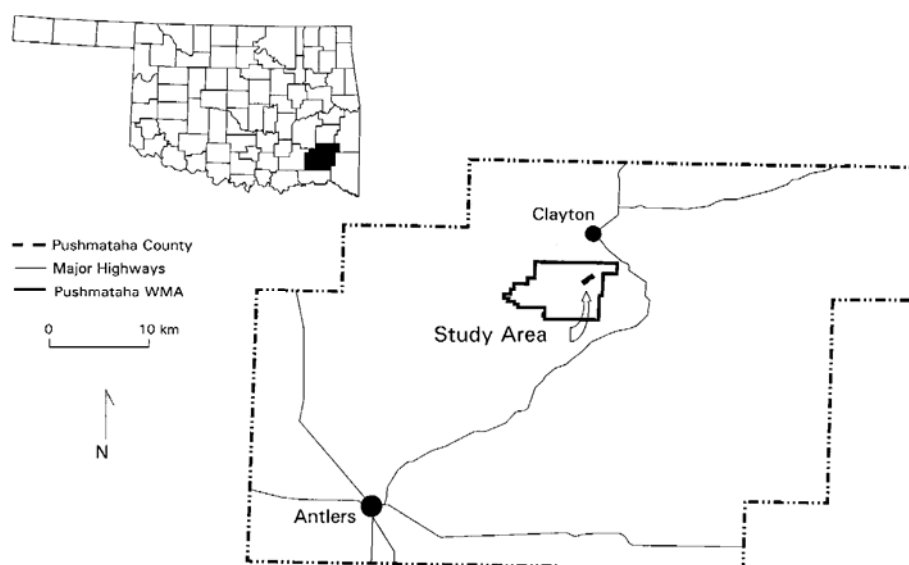 Clayton
Pushmataha County
Major Highways
Pushmataha WMA
0 10 km
Study Area
N
Antlers